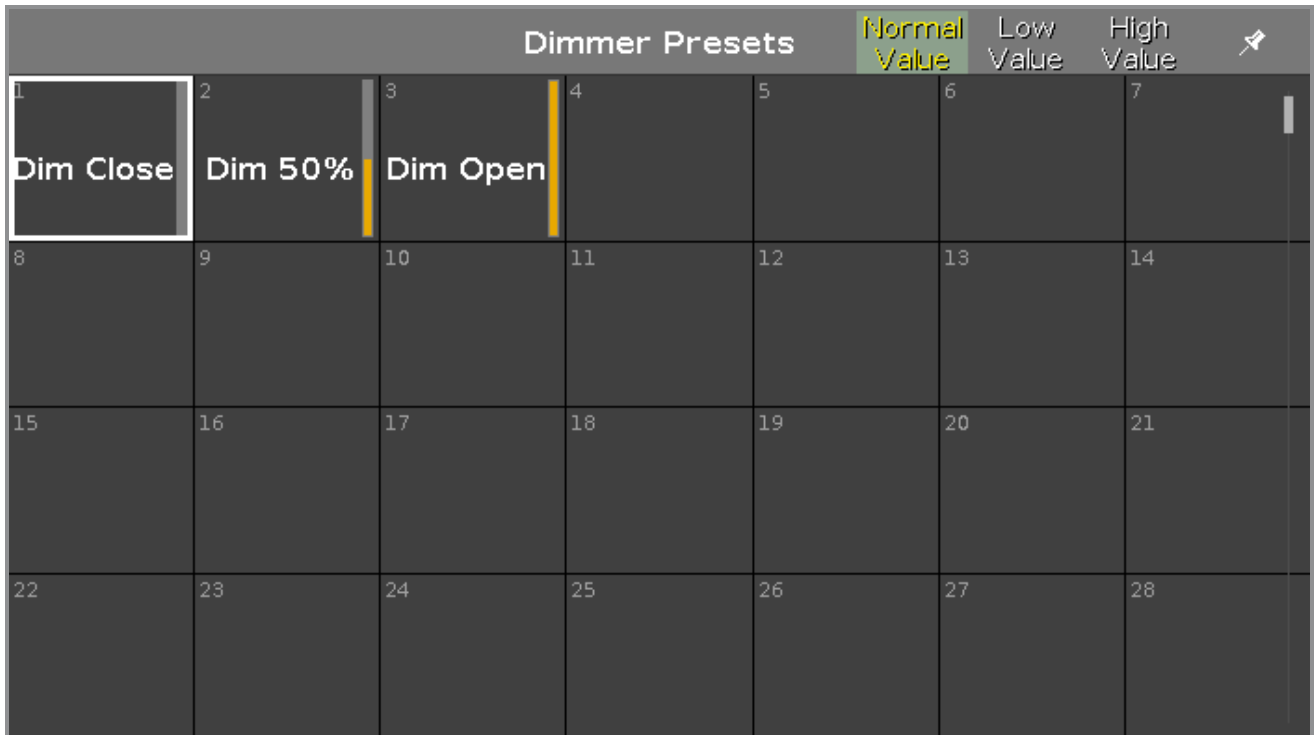 Dimmer Presets
Normal Value
Low Value
High Value
1 2 3 4 5 6 7
Dim Close Dim 50% Dim Open
8 9 10 11 12 13 14
15 16 17 18 19 20 21
22 23 24 25 26 27 28